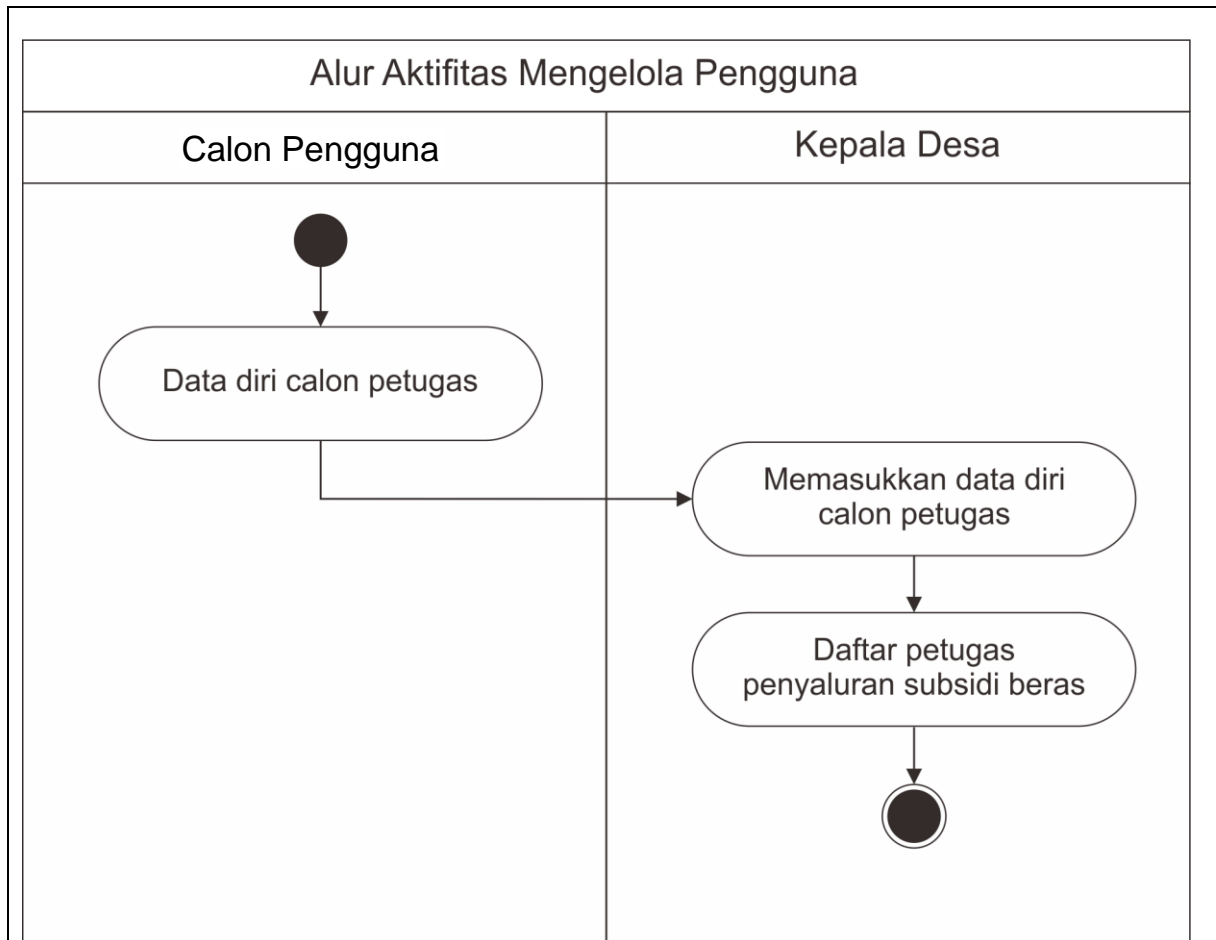 Alur Aktifitas Mengelola Pengguna
Calon Pengguna
Kepala Desa
Data diri calon petugas
Memasukkan data diri
calon petugas
Daftar petugas
penyaluran subsidi beras